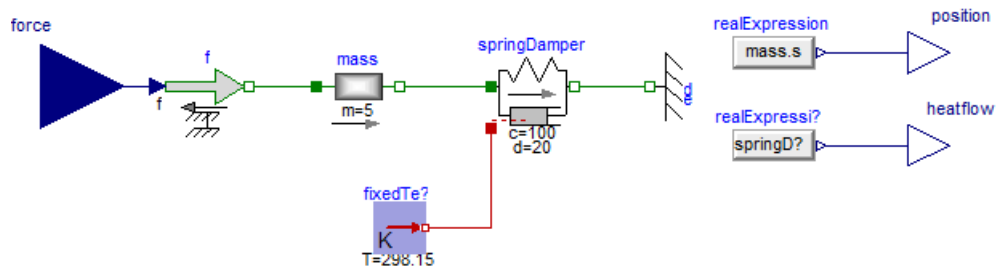 force
f
f
mass
m=5
springDamper
c=100
d=20
fixedTe?
K
T=298.15
realExpression
mass.s
position
realExpressi?
springD?
heatflow